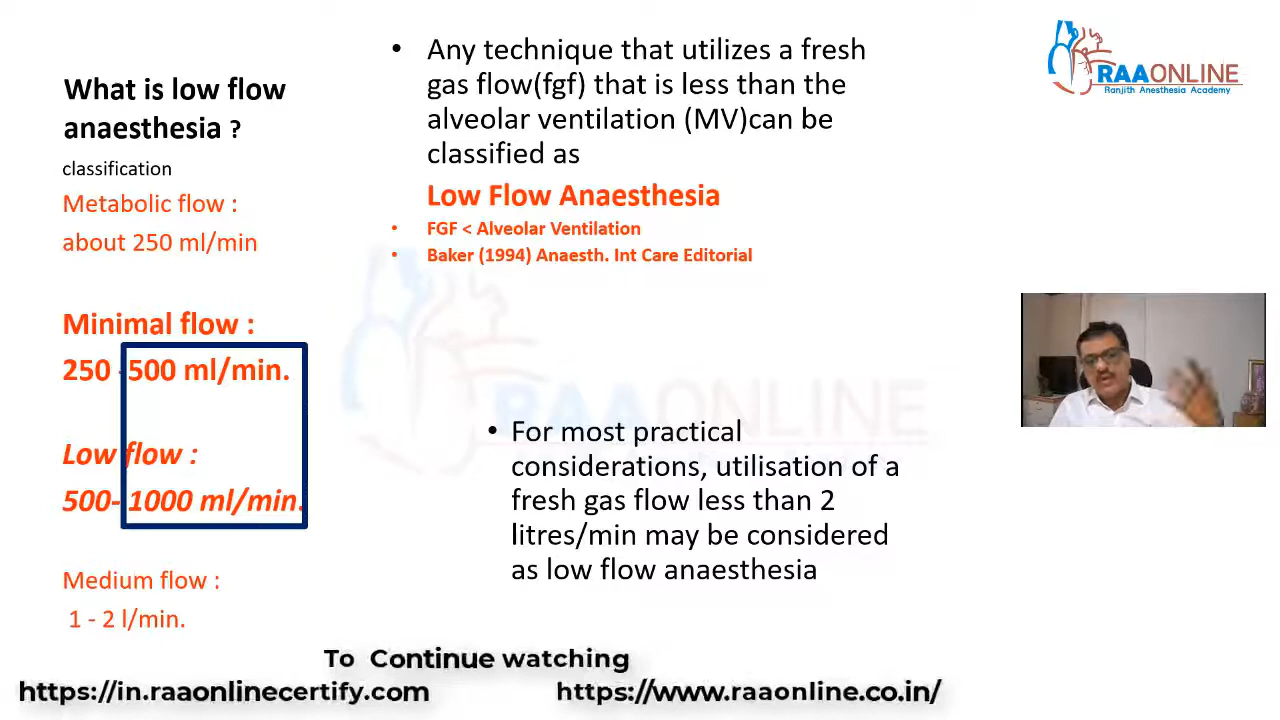 What is low flow
anaesthesia ?
classification
Metabolic flow :
about 250 ml/min
Minimal flow :
250 - 500 ml/min.
Low flow :
500- 1000 ml/min.
Medium flow :
1 - 2 l/min.
• Any technique that utilizes a fresh
gas flow(fgf) that is less than the
alveolar ventilation (MV)can be
classified as
Low Flow Anaesthesia
• FGF < Alveolar Ventilation
• Baker (1994) Anaesth. Int Care Editorial
• For most practical
considerations, utilisation of a
fresh gas flow less than 2
litres/min may be considered
as low flow anaesthesia
RAAONLINE
Ranjith Anesthesia Academy
RAAONLINE
To Continue watching
https://in.raaonlinecertify.com
https://www.raaonline.co.in/